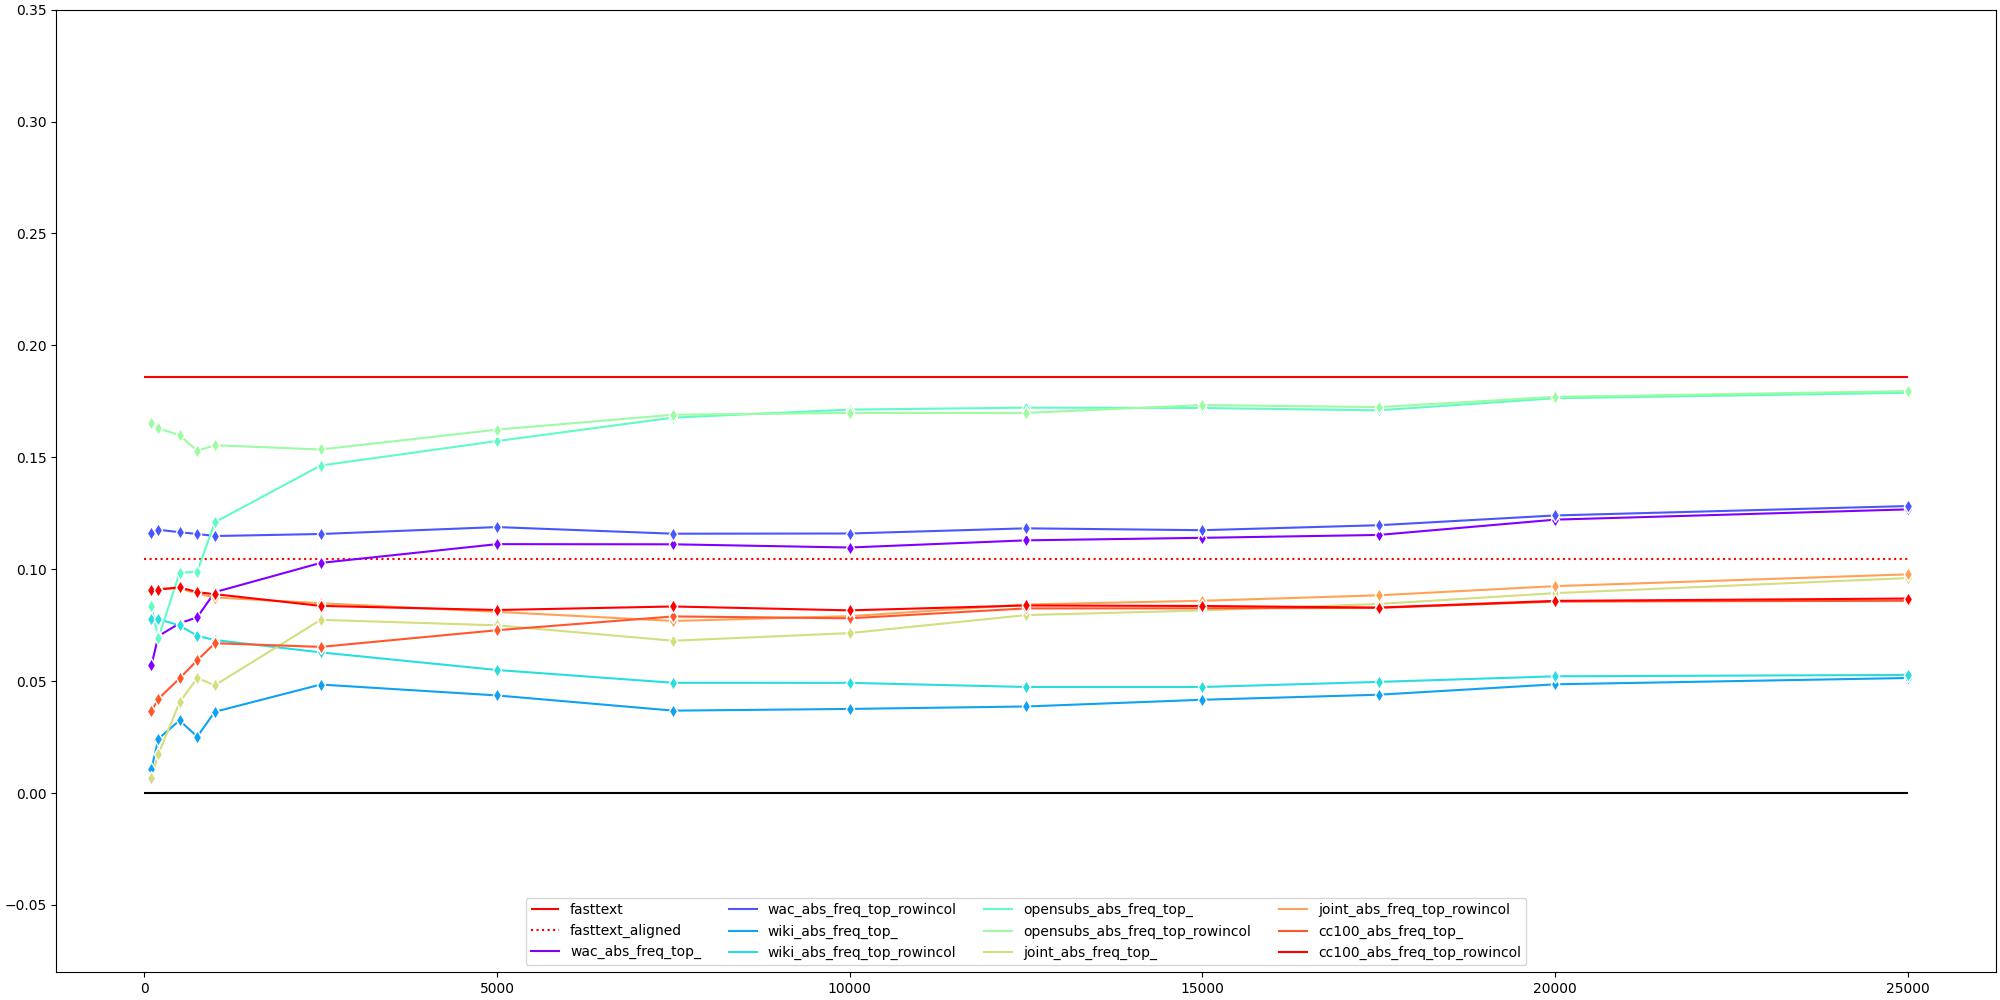 0.35
0.30
0.25
0.20
0.15
0.10
0.05
0.00
−0.05
fasttext
fasttext_aligned
wac_abs_freq_top_
wac_abs_freq_top_rowincol
wiki_abs_freq_top_
wiki_abs_freq_top_rowincol
opensubs_abs_freq_top_
opensubs_abs_freq_top_rowincol
joint_abs_freq_top_
joint_abs_freq_top_rowincol
cc100_abs_freq_top_
cc100_abs_freq_top_rowincol
0 5000 10000 15000 20000 25000